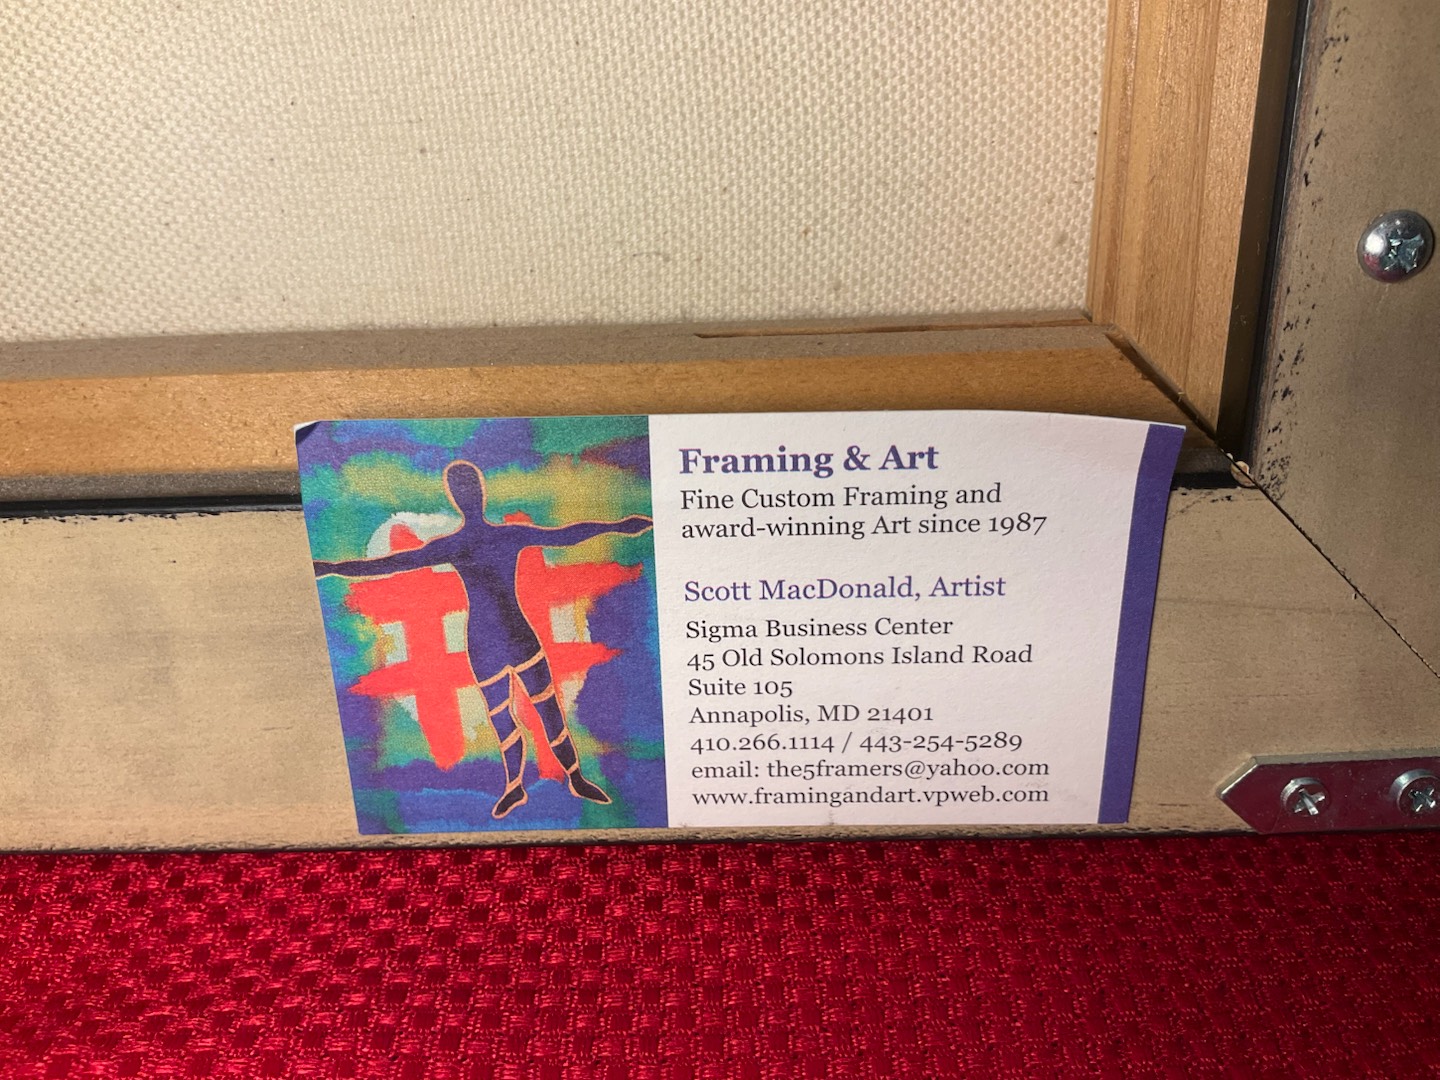 Framing & Art
Fine Custom Framing and
award-winning Art since 1987
Scott MacDonald, Artist
Sigma Business Center
45 Old Solomons Island Road
Suite 105
Annapolis, MD 21401
410.266.1114 / 443-254-5289
email: the5framers@yahoo.com
www.framingandart.vpweb.com